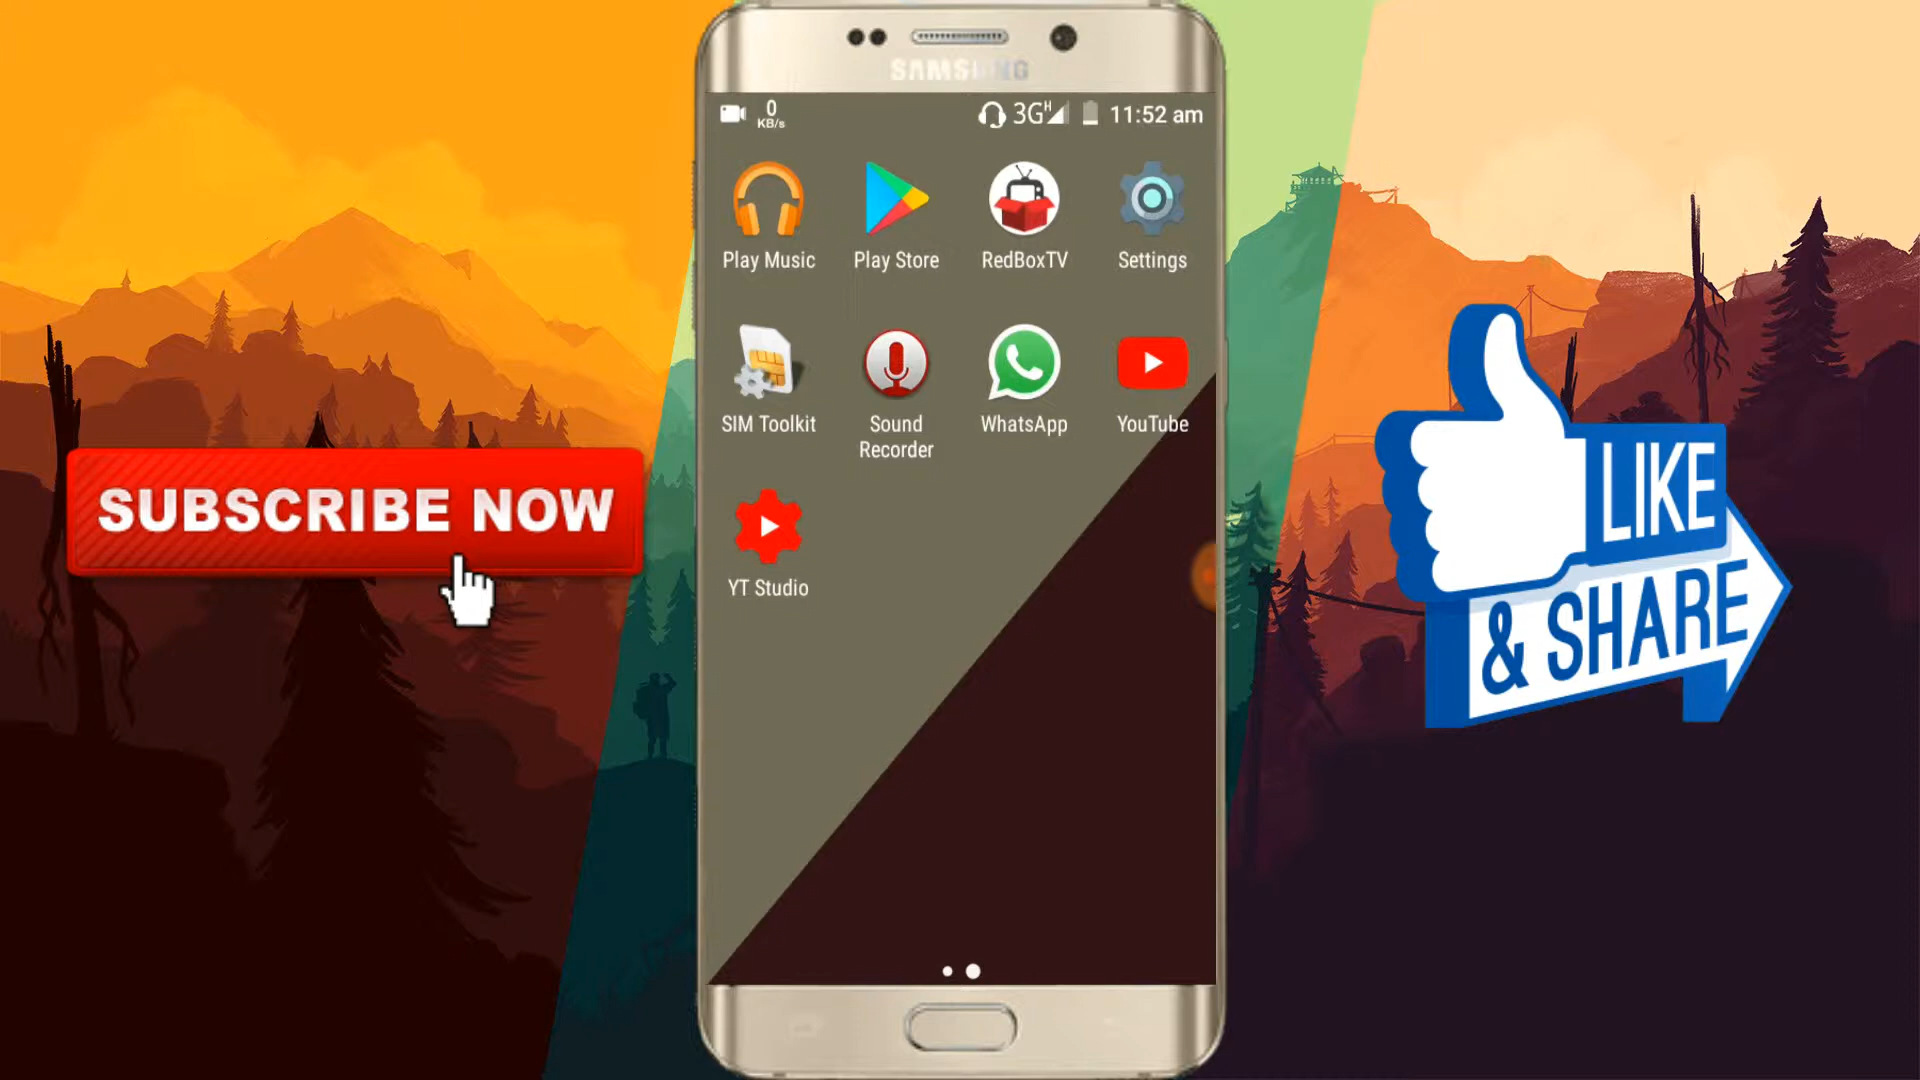 SAMSUNG
0
KB/s
3G H
11:52 am
Play Music
Play Store
RedBoxTV
Settings
SIM Toolkit
Sound
Recorder
WhatsApp
YouTube
YT Studio
SUBSCRIBE NOW
LIKE
& SHARE